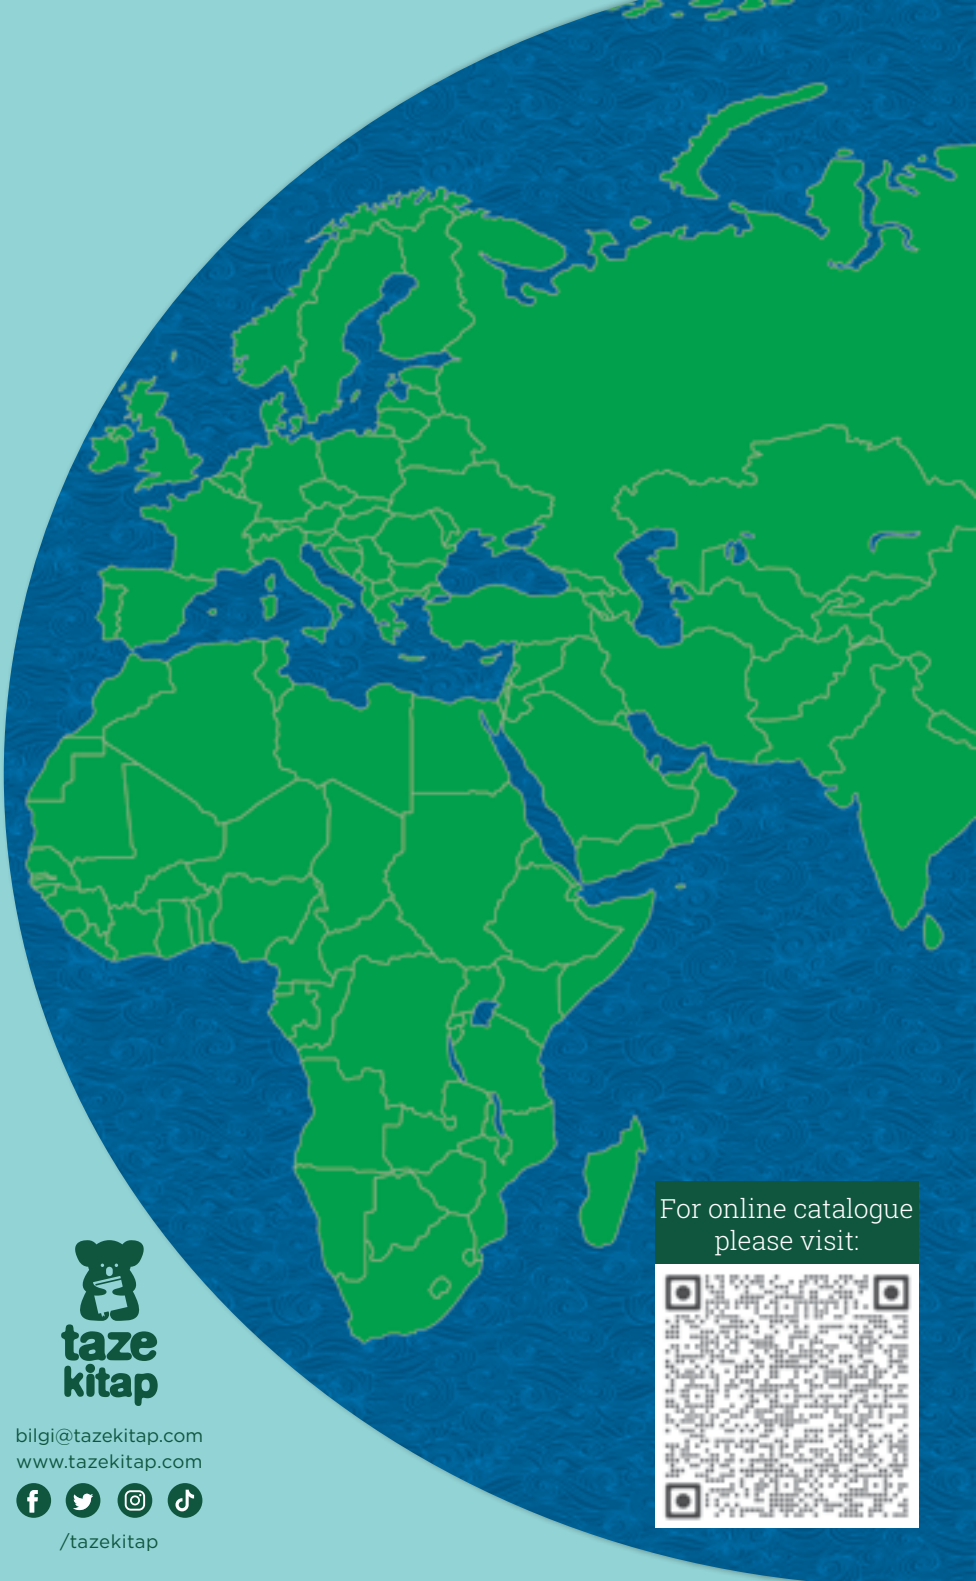 For online catalogue
please visit:
taze
kitap
bilgi@tazekitap.com
www.tazekitap.com
/tazekitap